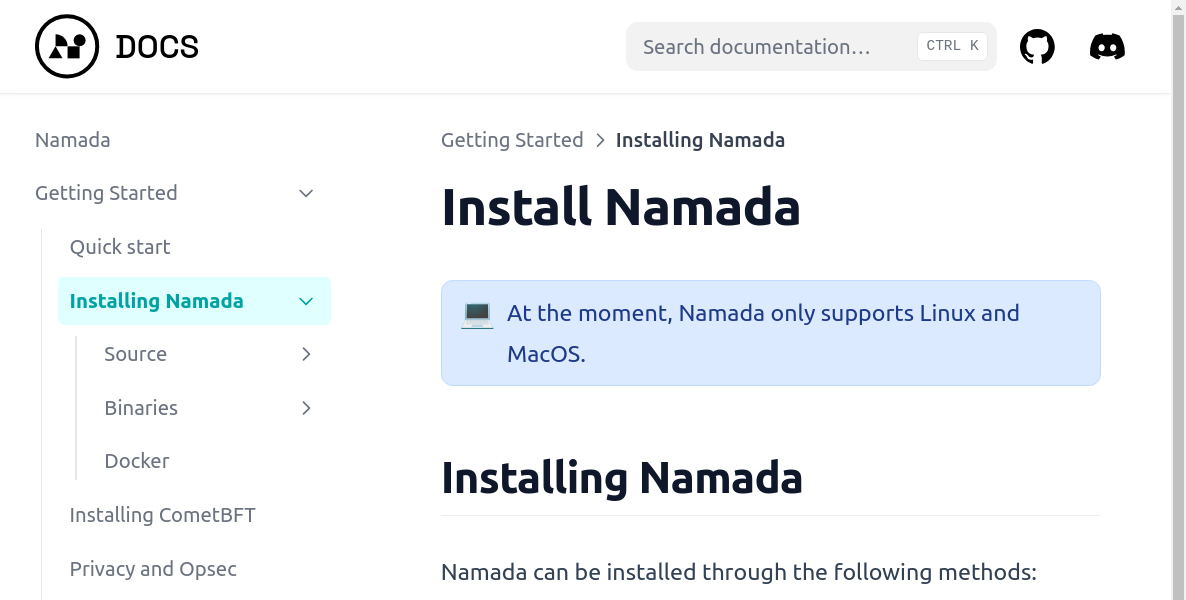 DOCS
Search documentation…
CTRL K
Namada
Getting Started
Quick start
Installing Namada
Source
Binaries
Docker
Installing CometBFT
Privacy and Opsec
Getting Started
Installing Namada
Install Namada
At the moment, Namada only supports Linux and
MacOS.
Installing Namada
Namada can be installed through the following methods: